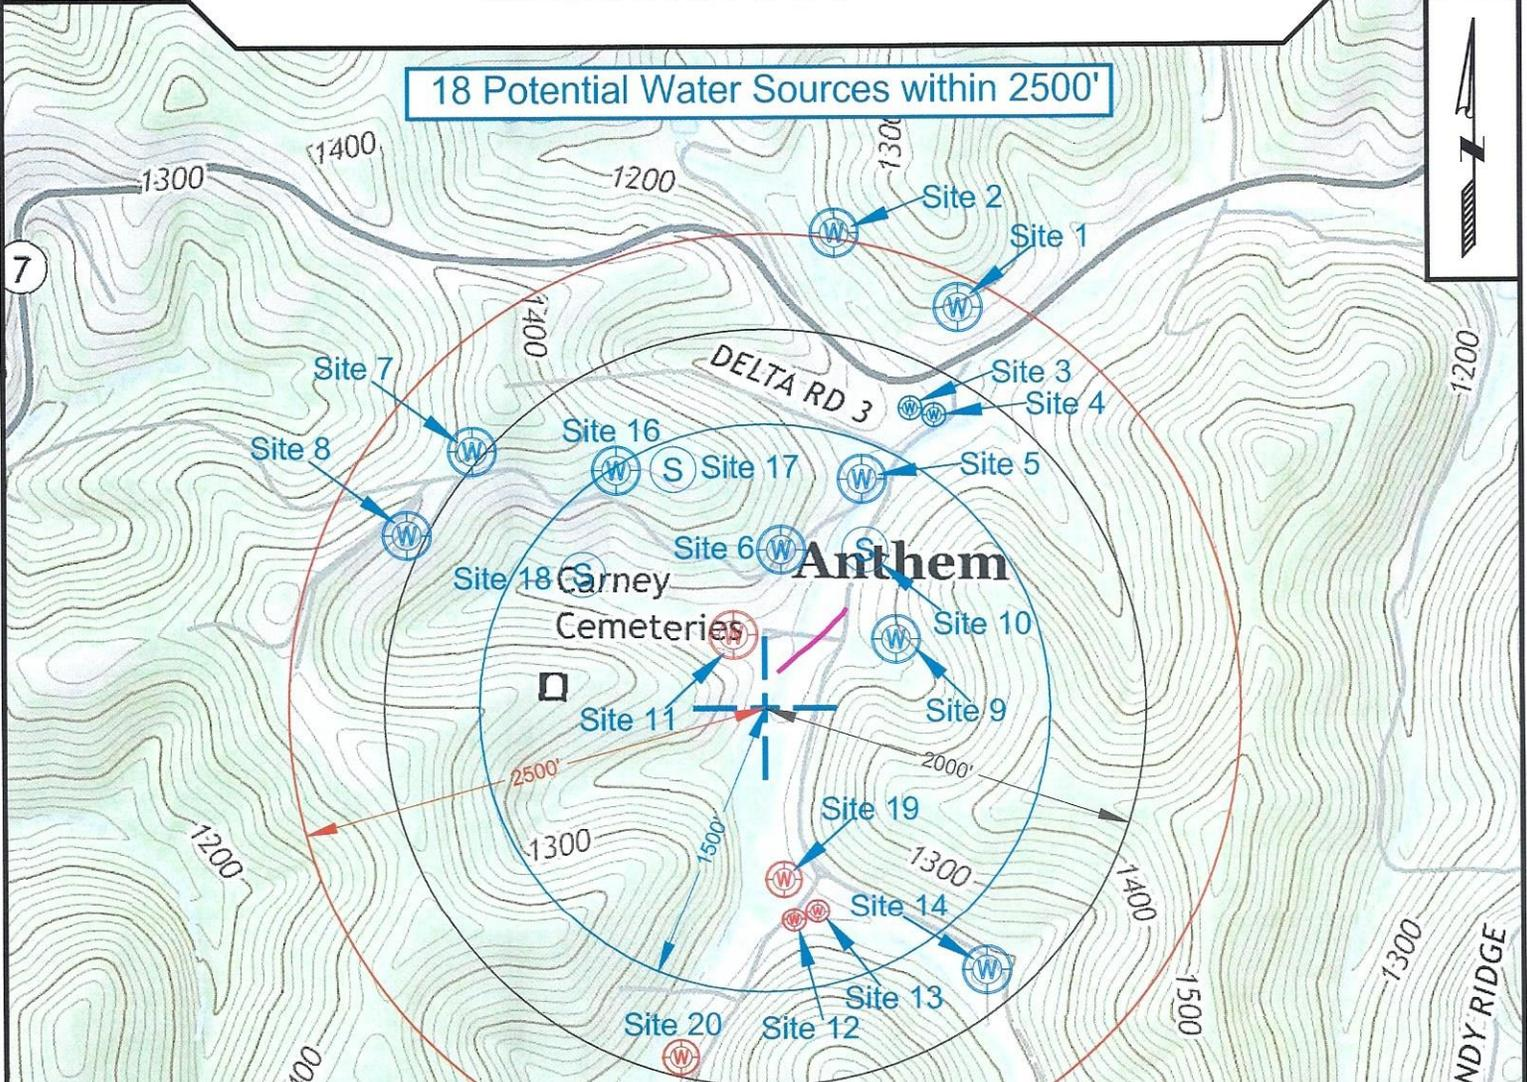 18 Potential Water Sources within 2500'
1400
1300
1300
1200
Site 2
Site 1
7
1400
1200
Site 7
DELTA RD 3
Site 3
Site 4
Site 8
Site 16
W
W
W
W
W
W
S
Site 17
W
Site 5
W
W
Site 6
W
Anthem
S
Site 18
S
Carney
Cemeteries
W
W
Site 10
Site 11
Site 9
2500'
2000'
1500'
Site 19
1300
1300
1200
1400
W
Site 14
W
W
W
1300
1500
Site 13
Site 12
Site 20
W
NDY RIDGE